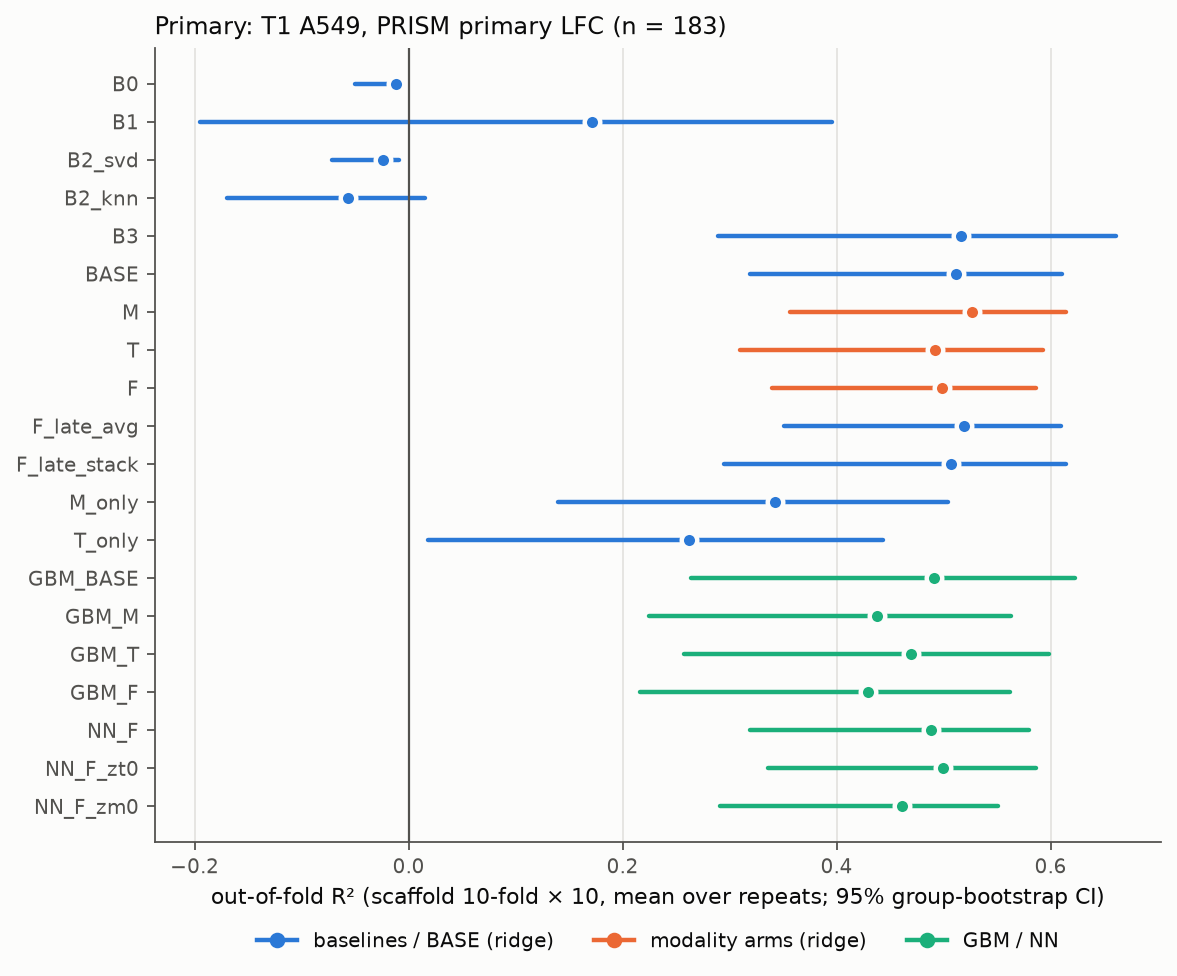 Primary: T1 A549, PRISM primary LFC (n = 183)
B0
B1
B2_svd
B2_knn
B3
BASE
M
T
F
F_late_avg
F_late_stack
M_only
T_only
GBM_BASE
GBM_M
GBM_T
GBM_F
NN_F
NN_F_zt0
NN_F_zm0
−0.2 0.0 0.2 0.4 0.6
out-of-fold R² (scaffold 10-fold × 10, mean over repeats; 95% group-bootstrap CI)
baselines / BASE (ridge) modality arms (ridge) GBM / NN